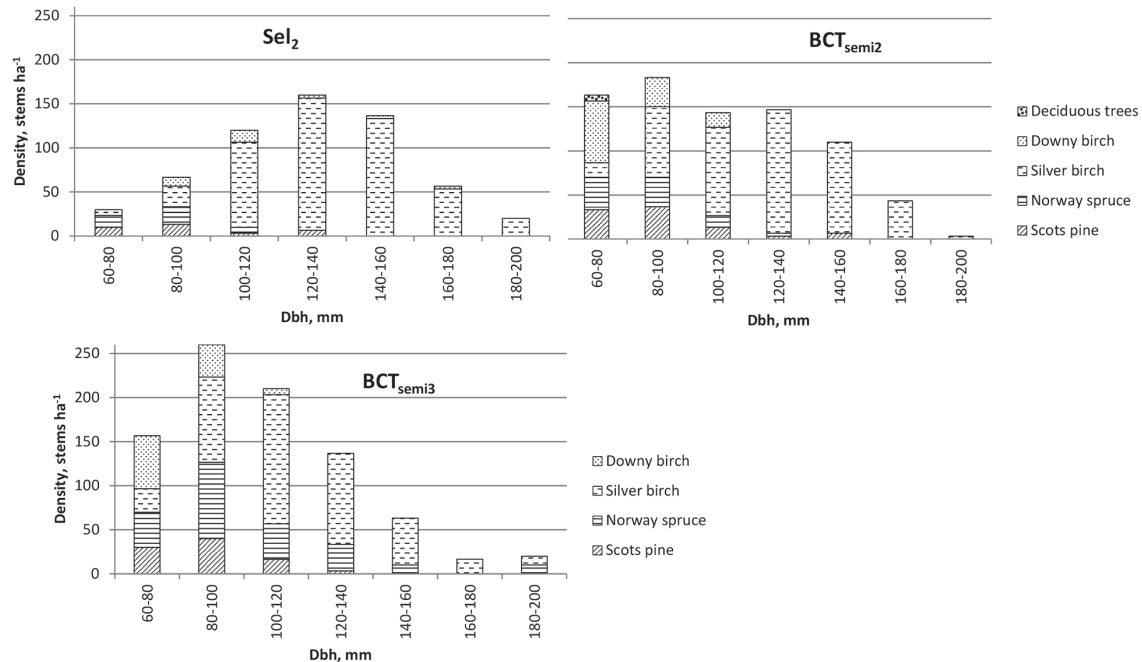 Sel2
Density, stems ha-1
250
200
150
100
50
0
60-80
80-100
100-120
120-140
140-160
160-180
180-200
Dbh, mm
BCTsemi2
60-80
80-100
100-120
120-140
140-160
160-180
180-200
Dbh, mm
Deciduous trees
Downy birch
Silver birch
Norway spruce
Scots pine
BCTsemi3
Density, stems ha-1
250
200
150
100
50
0
60-80
80-100
100-120
120-140
140-160
160-180
180-200
Dbh, mm
Downy birch
Silver birch
Norway spruce
Scots pine